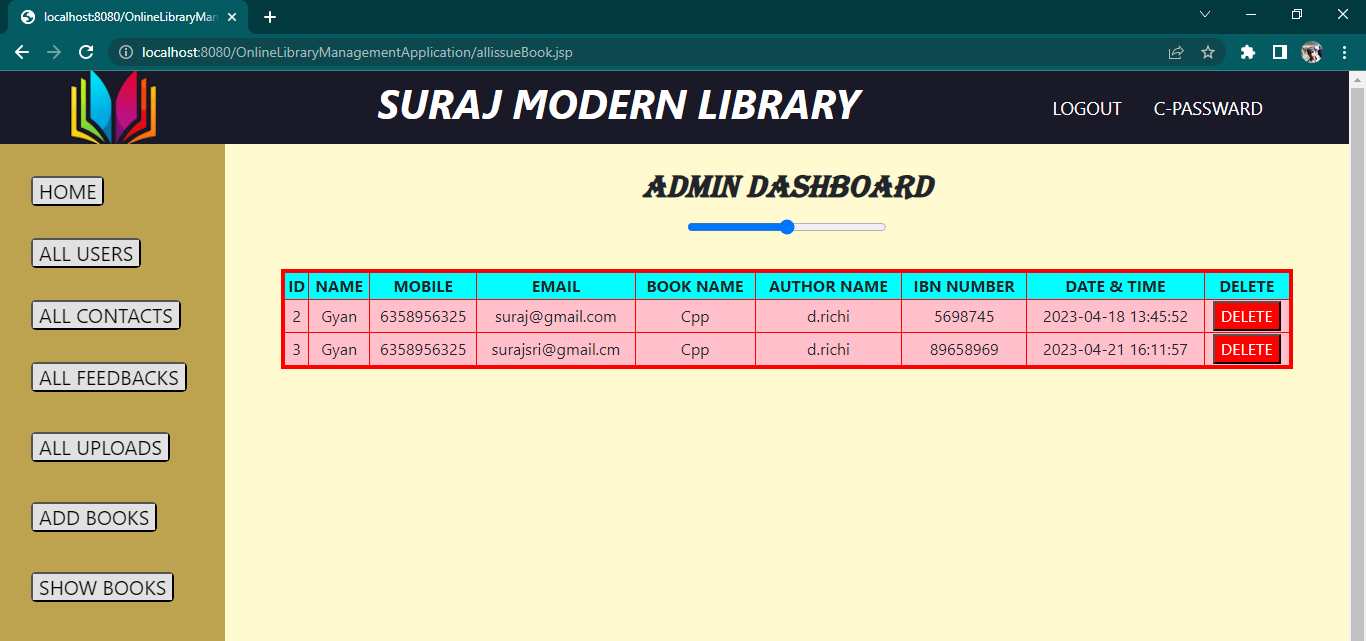 localhost:8080/OnlineLibraryMan
localhost:8080/OnlineLibraryManagementApplication/allissueBook.jsp
SURAJ MODERN LIBRARY
LOGOUT C-PASSWARD
HOME
ALL USERS
ALL CONTACTS
ALL FEEDBACKS
ALL UPLOADS
ADD BOOKS
SHOW BOOKS
ADMIN DASHBOARD
ID NAME MOBILE EMAIL BOOK NAME AUTHOR NAME IBN NUMBER DATE & TIME DELETE
2 Gyan 6358956325 suraj@gmail.com Cpp d.richi 5698745 2023-04-18 13:45:52 DELETE
3 Gyan 6358956325 surajsri@gmail.cm Cpp d.richi 89658969 2023-04-21 16:11:57 DELETE